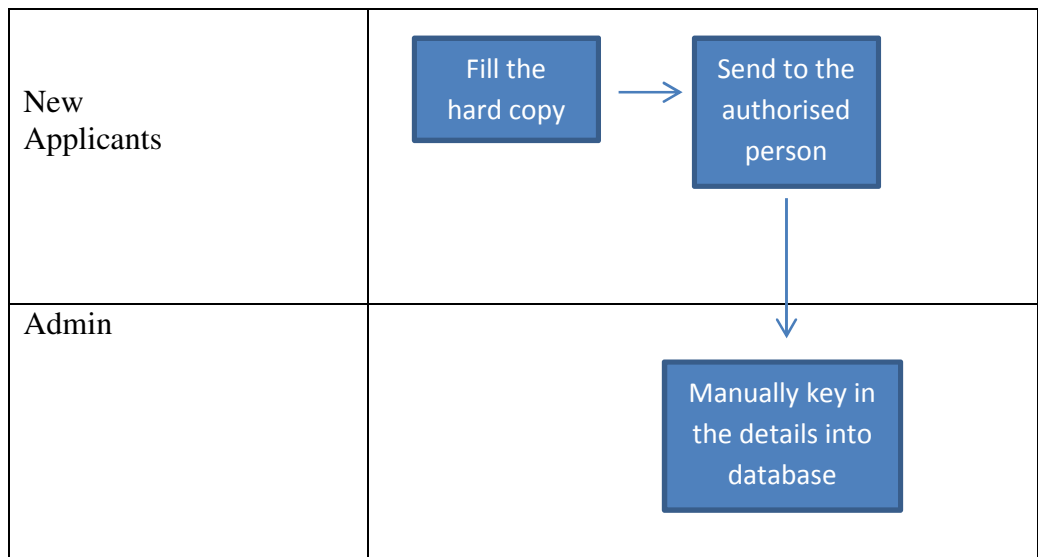 New
Applicants
Fill the
hard copy
Send to the
authorised
person
Admin
Manually key in
the details into
database